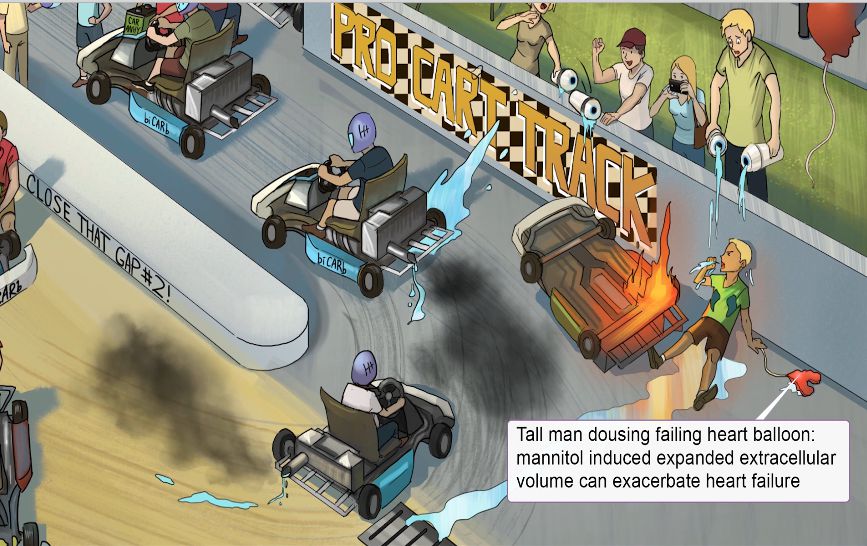 CAR
WHY?
PRO CART TRACK
biCARb
H+
CLOSE THAT GAP #2!
biCARb
CARb
H+
Tall man dousing failing heart balloon:
mannitol induced expanded extracellular
volume can exacerbate heart failure